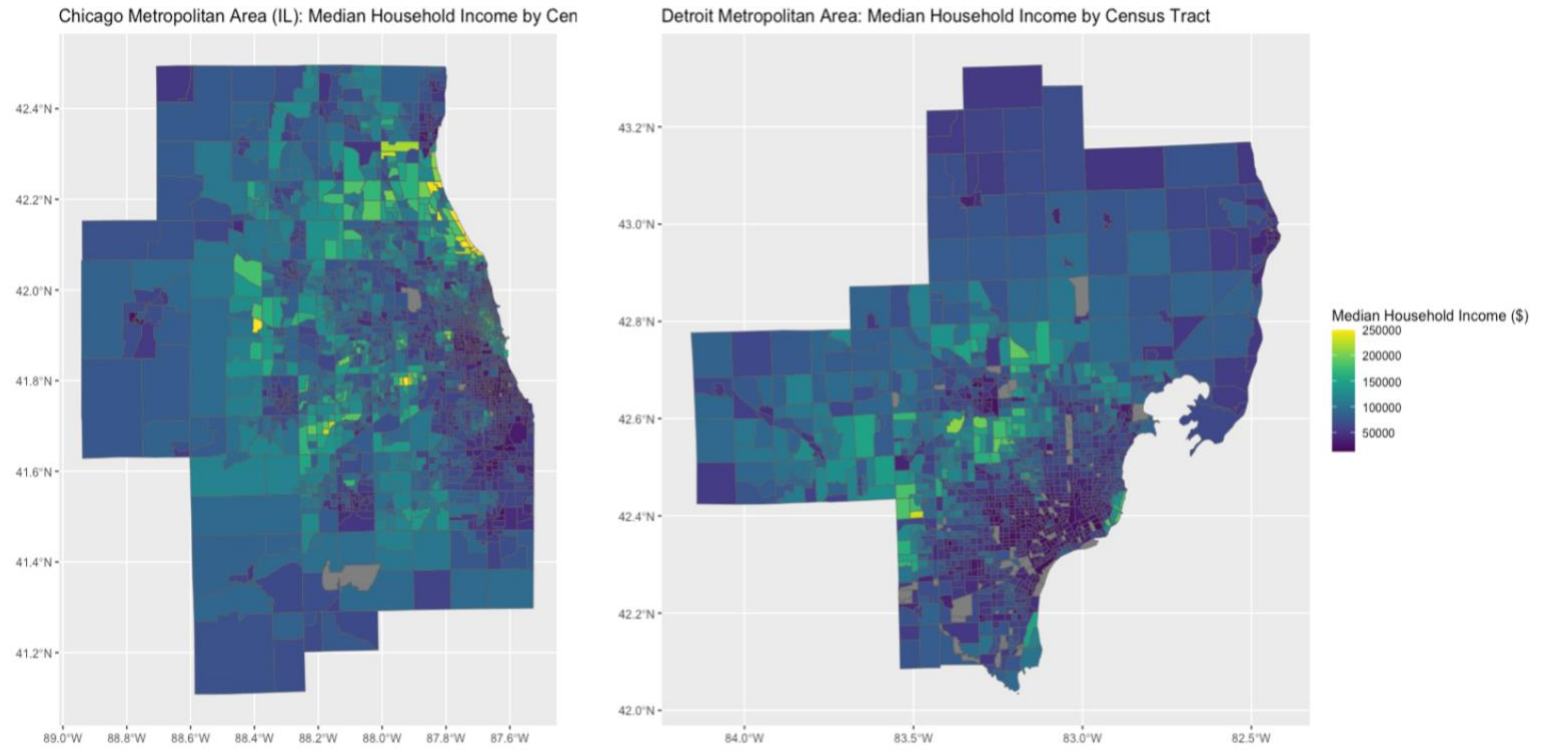 Chicago Metropolitan Area (IL): Median Household Income by Cen
42.4°N
42.2°N
42.0°N
41.8°N
41.6°N
41.4°N
41.2°N
89.0°W 88.8°W 88.6°W 88.4°W 88.2°W 88.0°W 87.8°W 87.6°W
Detroit Metropolitan Area: Median Household Income by Census Tract
43.2°N
43.0°N
42.8°N
42.6°N
42.4°N
42.2°N
42.0°N
84.0°W 83.5°W 83.0°W 82.5°W
Median Household Income ($)
250000
200000
150000
100000
50000